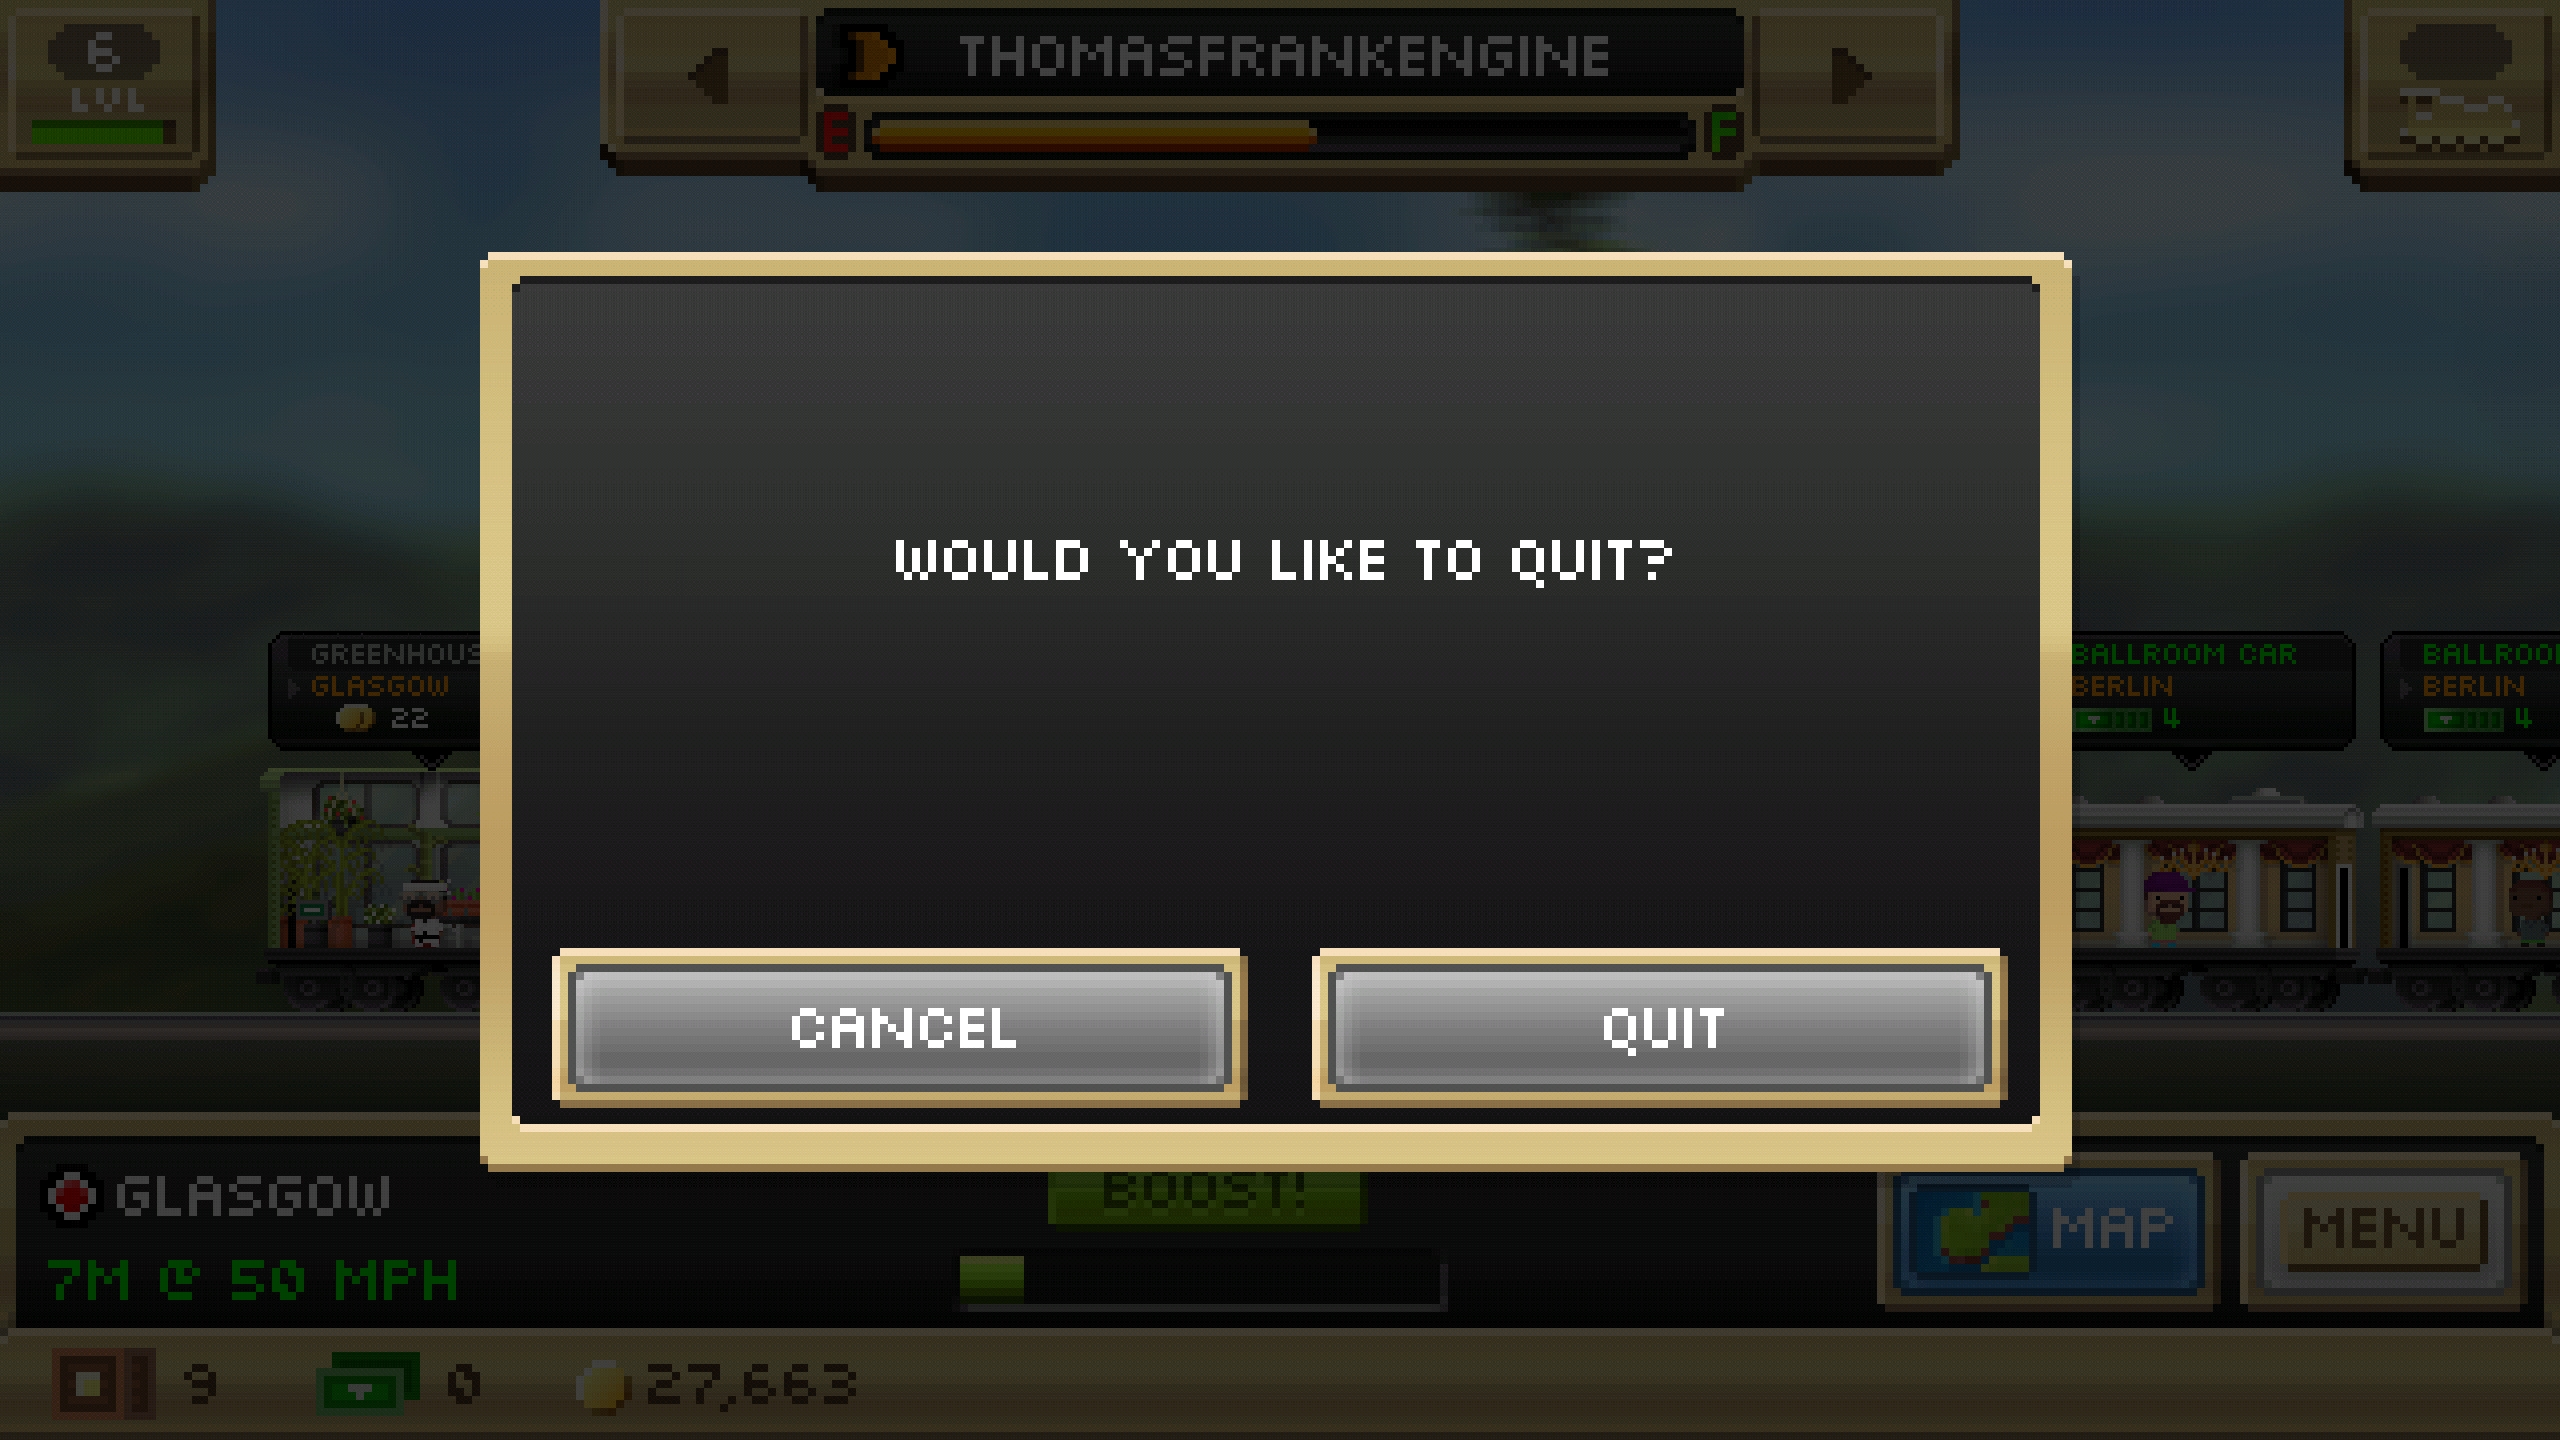 6
LVL
THOMASFRANKENGINE
E F
WOULD YOU LIKE TO QUIT?
GREENHOUS
GLASGOW
22
BALLROOM CAR
BERLIN
4
BALLROO
BERLIN
4
CANCEL
QUIT
GLASGOW
7M @ 50 MPH
BOOST!
MAP
MENU
9
0
27,663